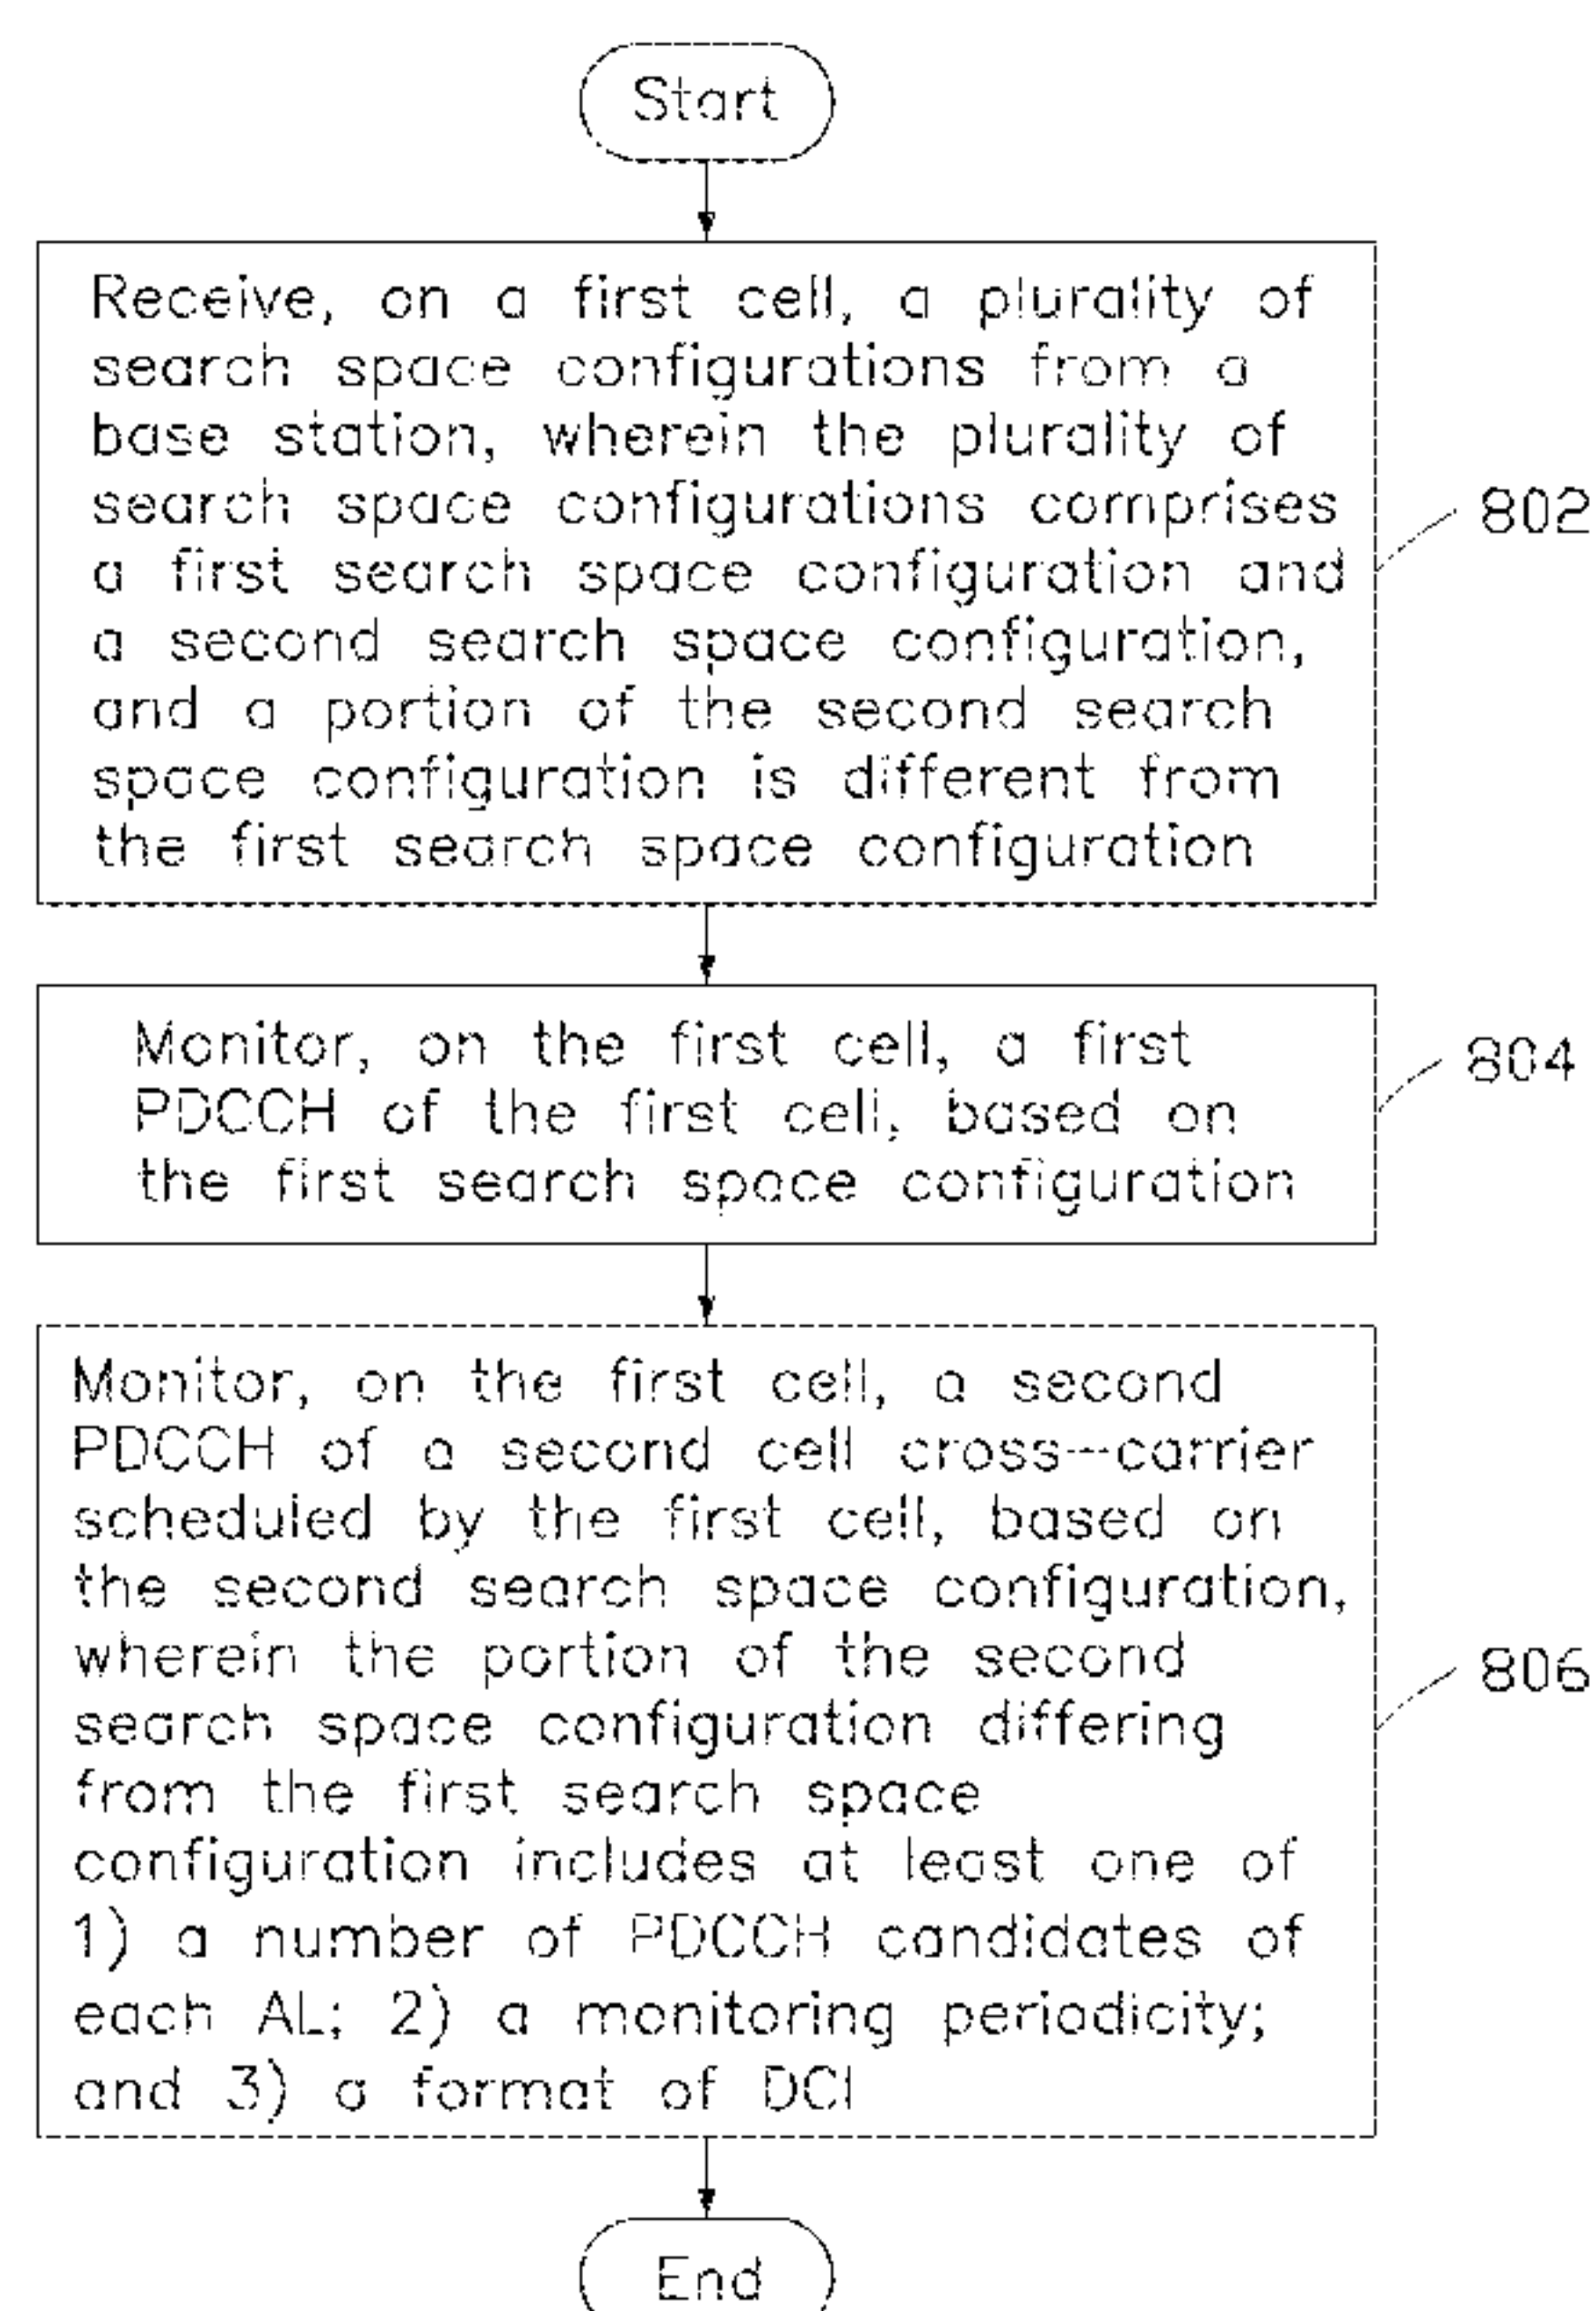 Start
Receive, on a first cell, a plurality of
search space configurations from a
base station, wherein the plurality of
search space configurations comprises
a first search space configuration and
a second search space configuration,
and a portion of the second search
space configuration is different from
the first search space configuration
802
Monitor, on the first cell, a first
PDCCH of the first cell, based on
the first search space configuration
804
Monitor, on the first cell, a second
PDCCH of a second cell cross-carrier
scheduled by the first cell, based on
the second search space configuration,
wherein the portion of the second
search space configuration differing
from the first search space
configuration includes at least one of
1) a number of PDCCH candidates of
each AL; 2) a monitoring periodicity;
and 3) a format of DCI
806
End